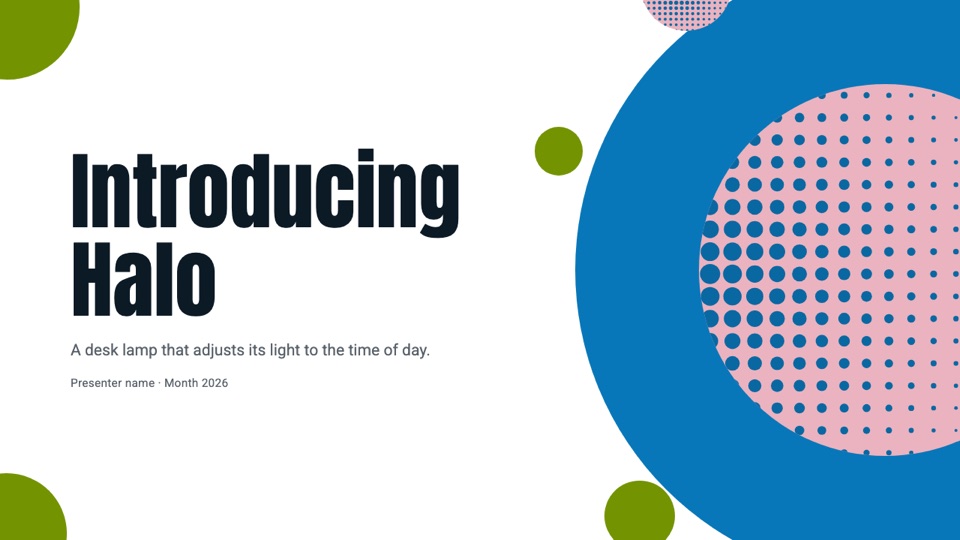 Introducing
Halo
A desk lamp that adjusts its light to the time of day.
Presenter name · Month 2026